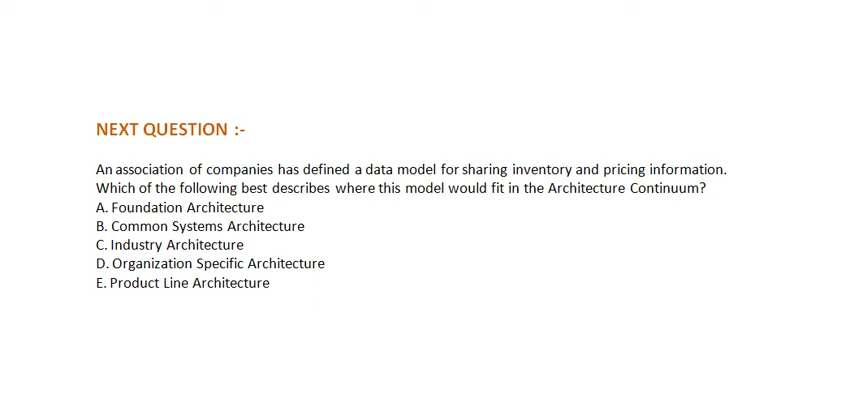 NEXT QUESTION :-
An association of companies has defined a data model for sharing inventory and pricing information.
Which of the following best describes where this model would fit in the Architecture Continuum?
A. Foundation Architecture
B. Common Systems Architecture
C. Industry Architecture
D. Organization Specific Architecture
E. Product Line Architecture